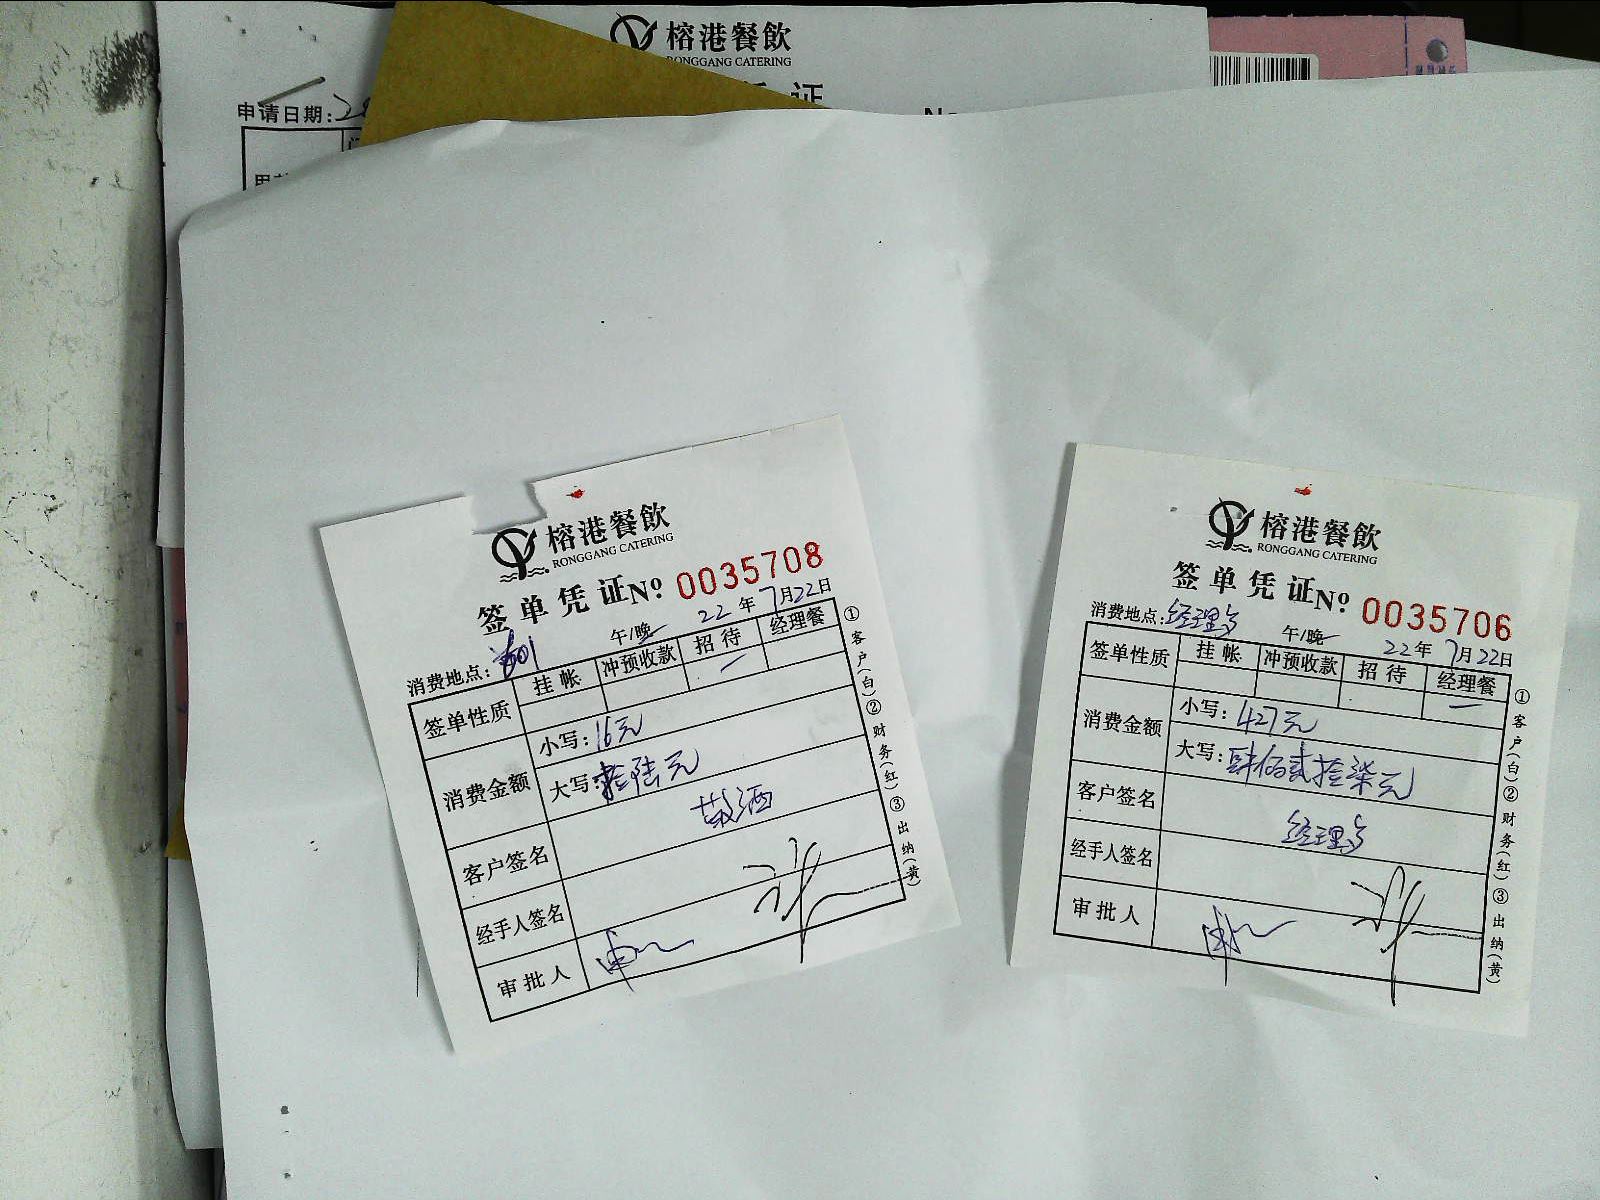 榕港餐飲
RONGGANG CATERING
证
申请日期:
榕港餐飲
RONGGANG CATERING
签单凭证 Nº 0035708
22年7月22日
消费地点: 601 午/晚
签单性质 挂帐 冲预收款 招待 经理餐
消费金额 小写: 16元
大写: 拾陆元
客户签名 敬酒
经手人签名
审批人
①客户(白)②财务(红)③出纳(黄)
榕港餐飲
RONGGANG CATERING
签单凭证 Nº 0035706
消费地点: 经理餐 午/晚 22年7月22日
签单性质 挂帐 冲预收款 招待 经理餐
消费金额 小写: 427元
大写: 肆佰贰拾柒元
客户签名 经理餐
经手人签名
审批人
①客户(白)②财务(红)③出纳(黄)